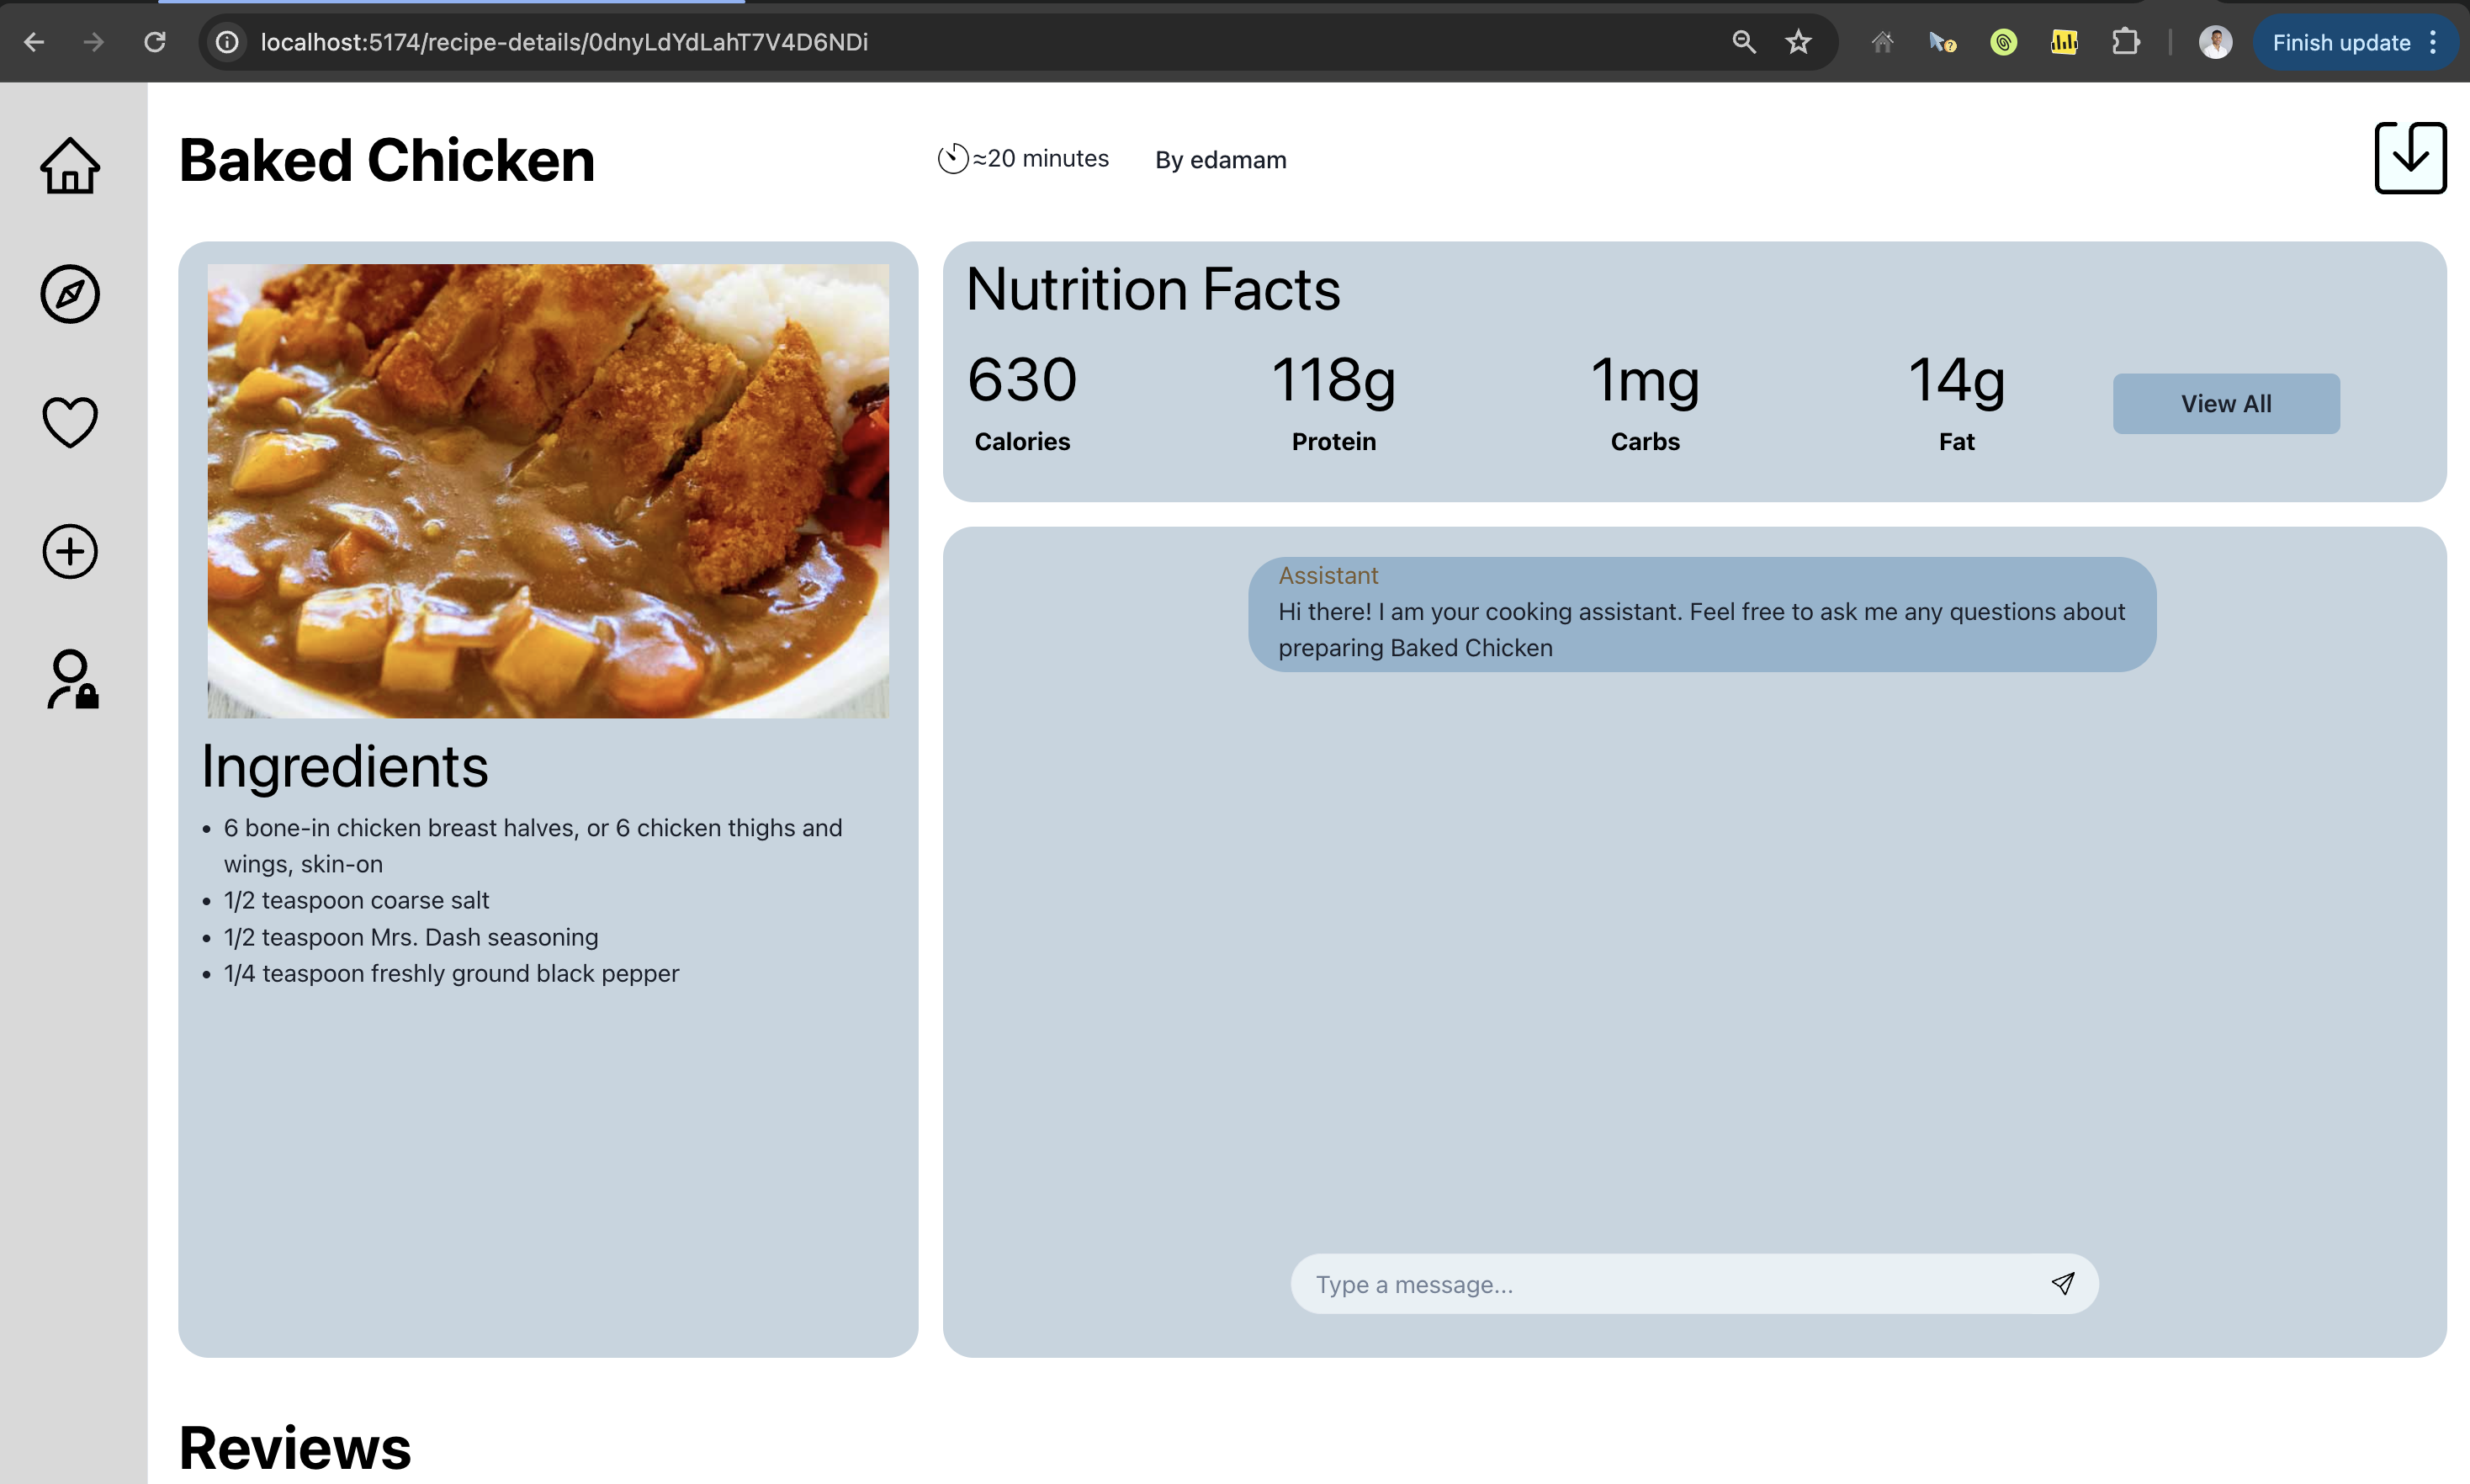 localhost:5174/recipe-details/0dnyLdYdLahT7V4D6NDi
Finish update
Baked Chicken
≈20 minutes
By edamam
Nutrition Facts
630
118g
1mg
14g
View All
Calories
Protein
Carbs
Fat
Assistant
Hi there! I am your cooking assistant. Feel free to ask me any questions about
preparing Baked Chicken
Ingredients
• 6 bone-in chicken breast halves, or 6 chicken thighs and
wings, skin-on
• 1/2 teaspoon coarse salt
• 1/2 teaspoon Mrs. Dash seasoning
• 1/4 teaspoon freshly ground black pepper
Type a message...
Reviews